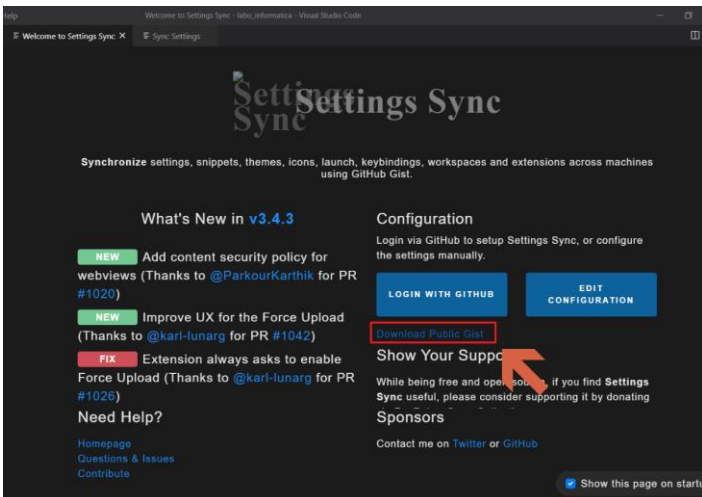 Help
Welcome to Settings Sync - labo_informatica - Visual Studio Code
Welcome to Settings Sync
Sync Settings
Settings
Sync
Settings Sync
Synchronize settings, snippets, themes, icons, launch, keybindings, workspaces and extensions across machines
using GitHub Gist.
What's New in v3.4.3
NEW Add content security policy for
webviews (Thanks to @ParkourKarthik for PR
#1020)
NEW Improve UX for the Force Upload
(Thanks to @karl-lunarg for PR #1042)
FIX Extension always asks to enable
Force Upload (Thanks to @karl-lunarg for PR
#1026)
Need Help?
Homepage
Questions & Issues
Contribute
Configuration
Login via GitHub to setup Settings Sync, or configure
the settings manually.
LOGIN WITH GITHUB
EDIT
CONFIGURATION
Download Public Gist
Show Your Suppo
While being free and open source, if you find Settings
Sync useful, please consider supporting it by donating
Sponsors
Contact me on Twitter or GitHub
Show this page on startu